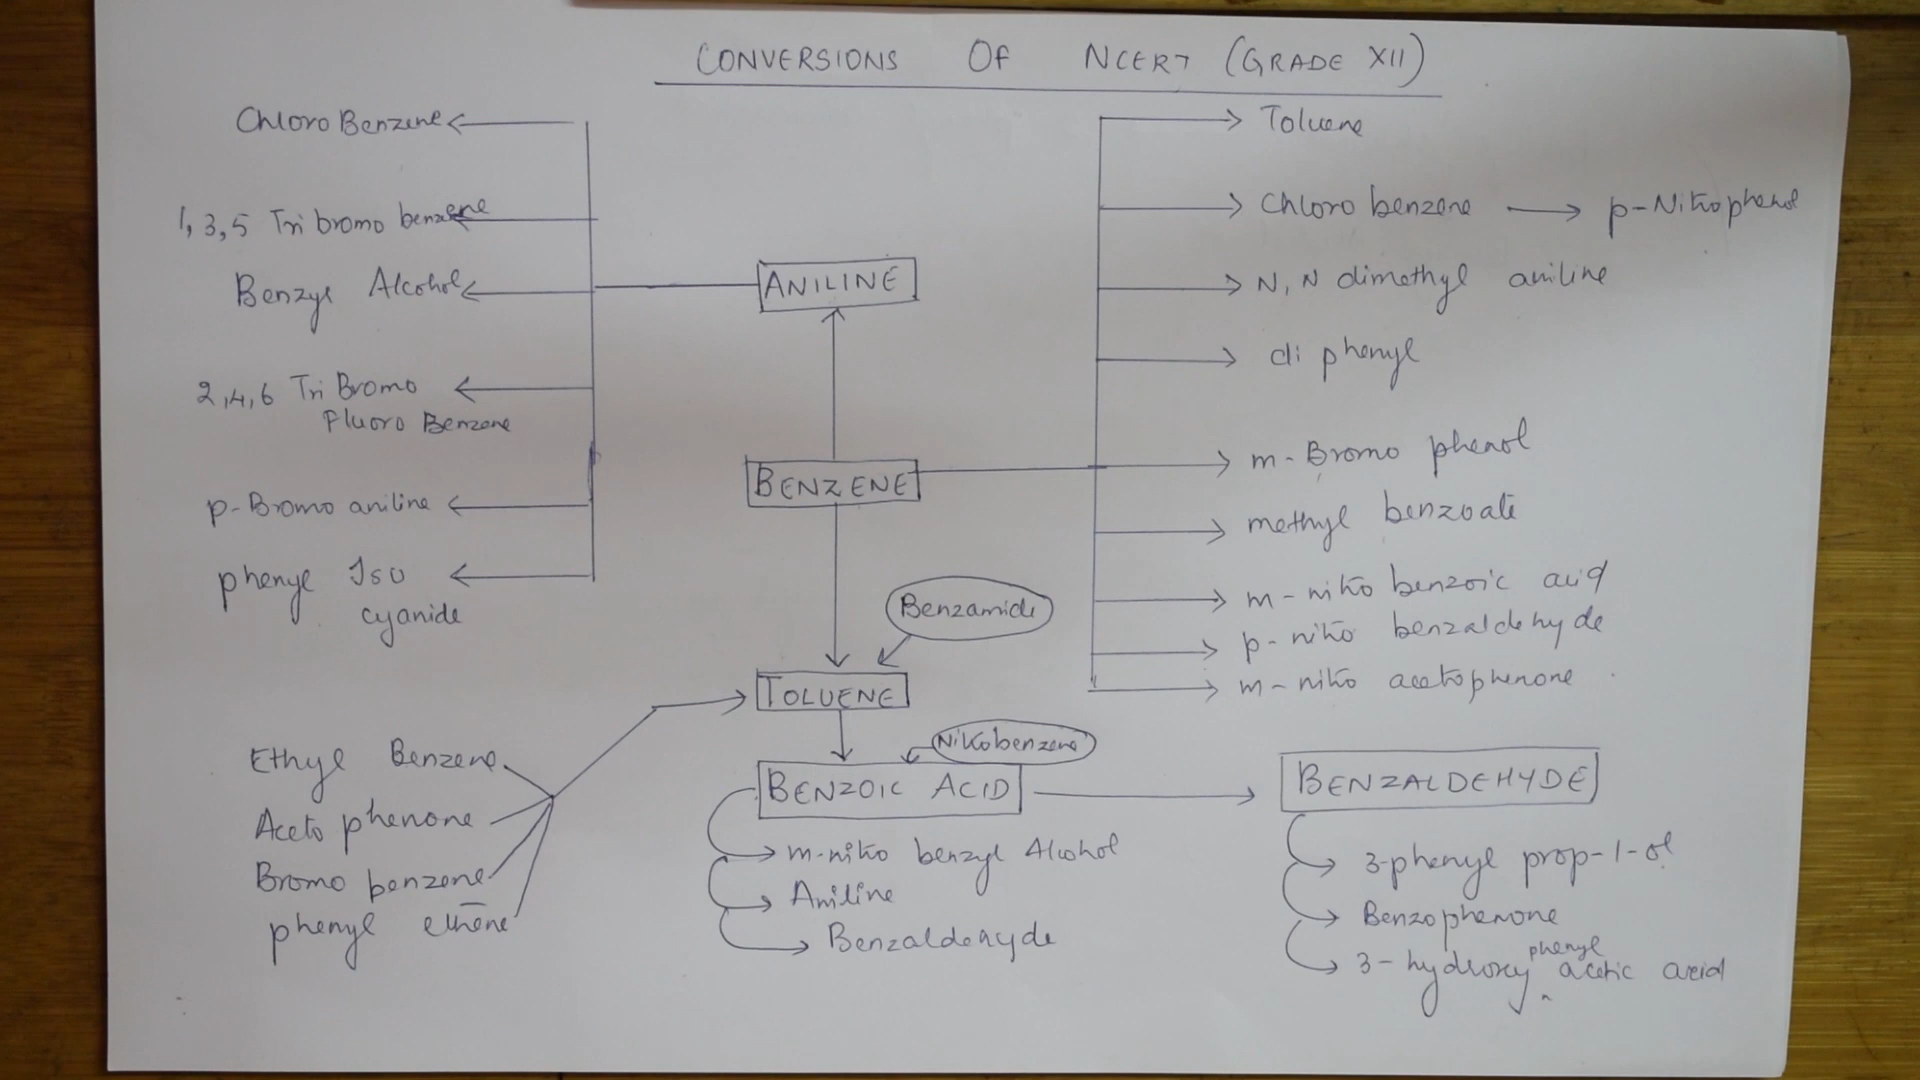 CONVERSIONS OF NCERT (GRADE XII)
Chloro Benzene
1, 3, 5 Tri bromo benzene
Benzyl Alcohol
2,4,6 Tri Bromo
Fluoro Benzene
p-Bromo aniline
phenyl Iso
cyanide
ANILINE
BENZENE
Benzamide
TOLUENE
Nitrobenzene
BENZOIC ACID
Toluene
Chloro benzene → p-Nitrophenol
N, N dimethyl aniline
di phenyl
m-Bromo phenol
methyl benzoate
m-nitro benzoic acid
p-nitro benzaldehyde
m-nitro acetophenone
Ethyl Benzene
Aceto phenone
Bromo benzene
phenyl ethene
m-nitro benzyl Alcohol
Aniline
Benzaldehyde
BENZALDEHYDE
3-phenyl prop-1-ol
Benzophenone
phenyl
3-hydroxy acetic acid